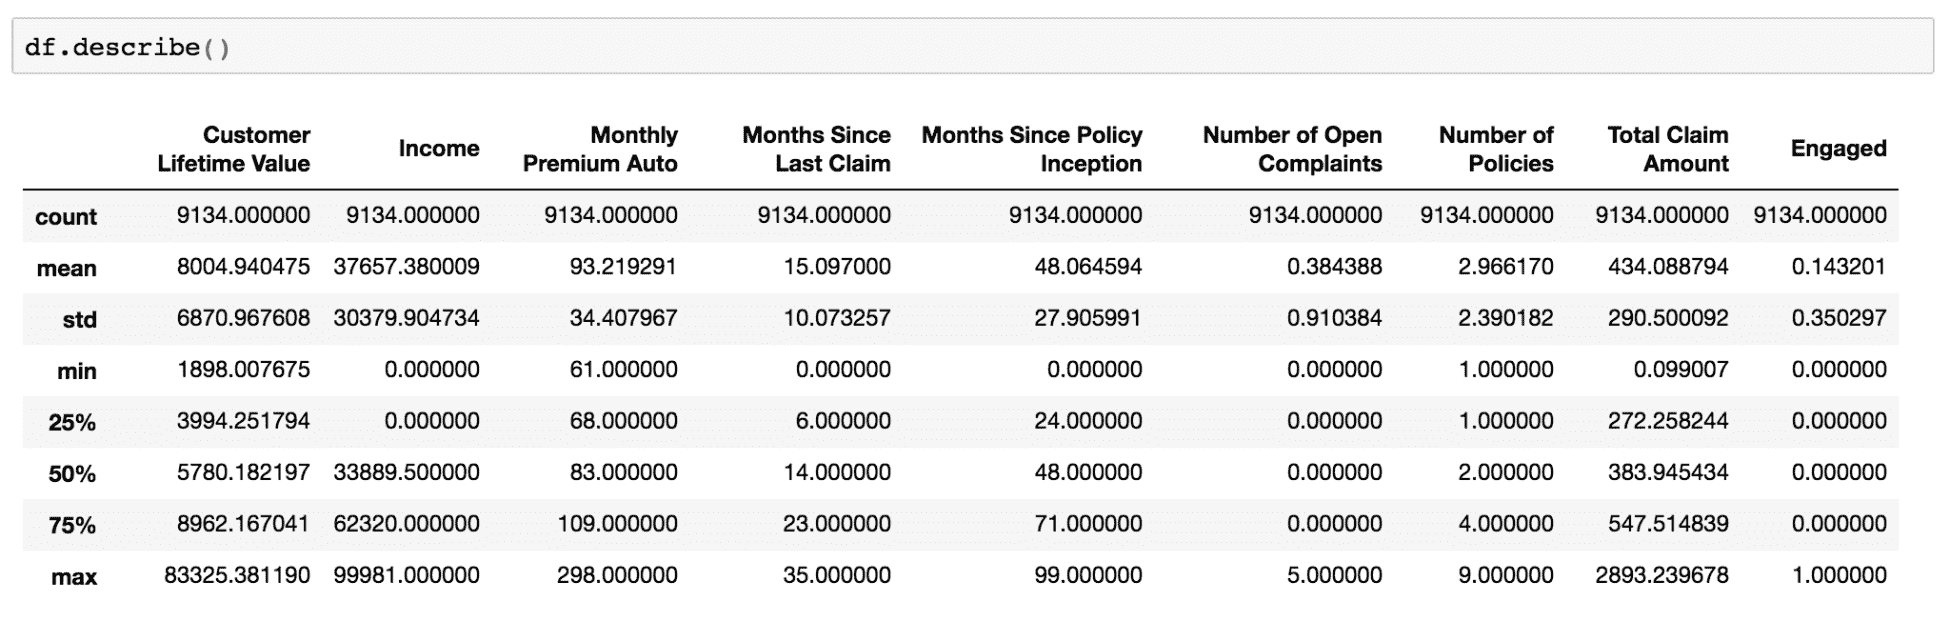 df.describe()
Customer Lifetime Value Income Monthly Premium Auto Months Since Last Claim Months Since Policy Inception Number of Open Complaints Number of Policies Total Claim Amount Engaged
count 9134.000000 9134.000000 9134.000000 9134.000000 9134.000000 9134.000000 9134.000000 9134.000000 9134.000000
mean 8004.940475 37657.380009 93.219291 15.097000 48.064594 0.384388 2.966170 434.088794 0.143201
std 6870.967608 30379.904734 34.407967 10.073257 27.905991 0.910384 2.390182 290.500092 0.350297
min 1898.007675 0.000000 61.000000 0.000000 0.000000 0.000000 1.000000 0.099007 0.000000
25% 3994.251794 0.000000 68.000000 6.000000 24.000000 0.000000 1.000000 272.258244 0.000000
50% 5780.182197 33889.500000 83.000000 14.000000 48.000000 0.000000 2.000000 383.945434 0.000000
75% 8962.167041 62320.000000 109.000000 23.000000 71.000000 0.000000 4.000000 547.514839 0.000000
max 83325.381190 99981.000000 298.000000 35.000000 99.000000 5.000000 9.000000 2893.239678 1.000000